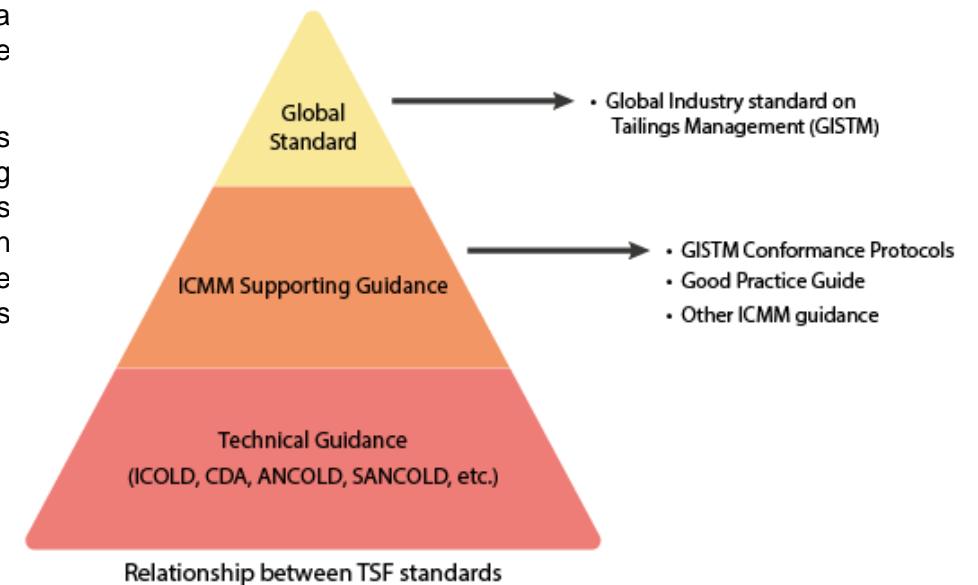 a
e
s
g
s
n
e
s
Global
Standard
• Global Industry standard on
Tailings Management (GISTM)
ICMM Supporting Guidance
• GISTM Conformance Protocols
• Good Practice Guide
• Other ICMM guidance
Technical Guidance
(ICOLD, CDA, ANCOLD, SANCOLD, etc.)
Relationship between TSF standards